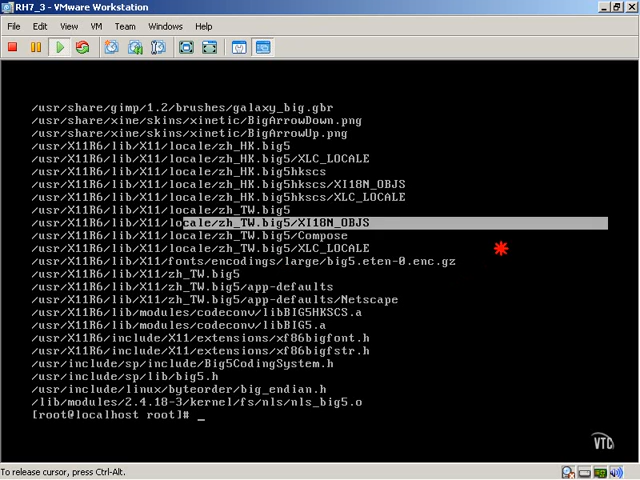 RH7_3 - VMware Workstation
File Edit View VM Team Windows Help
/usr/share/gimp/1.2/brushes/galaxy_big.gbr
/usr/share/xine/skins/xinetic/BigArrowDown.png
/usr/share/xine/skins/xinetic/BigArrowUp.png
/usr/X11R6/lib/X11/locale/zh_HK.big5
/usr/X11R6/lib/X11/locale/zh_HK.big5/XLC_LOCALE
/usr/X11R6/lib/X11/locale/zh_HK.big5hkscs
/usr/X11R6/lib/X11/locale/zh_HK.big5hkscs/XI18N_OBJS
/usr/X11R6/lib/X11/locale/zh_HK.big5hkscs/XLC_LOCALE
/usr/X11R6/lib/X11/locale/zh_TW.big5
/usr/X11R6/lib/X11/locale/zh_TW.big5/XI18N_OBJS
/usr/X11R6/lib/X11/locale/zh_TW.big5/Compose
/usr/X11R6/lib/X11/locale/zh_TW.big5/XLC_LOCALE
/usr/X11R6/lib/X11/fonts/encodings/large/big5.eten-0.enc.gz
/usr/X11R6/lib/X11/zh_TW.big5
/usr/X11R6/lib/X11/zh_TW.big5/app-defaults
/usr/X11R6/lib/X11/zh_TW.big5/app-defaults/Netscape
/usr/X11R6/lib/modules/codeconv/libBIG5HKSCS.a
/usr/X11R6/lib/modules/codeconv/libBIG5.a
/usr/X11R6/include/X11/extensions/xf86bigfont.h
/usr/X11R6/include/X11/extensions/xf86bigfstr.h
/usr/include/sp/include/Big5CodingSystem.h
/usr/include/sp/lib/big5.h
/usr/include/linux/byteorder/big_endian.h
/lib/modules/2.4.18-3/kernel/fs/nls/nls_big5.o
[root@localhost root]# _
VTC
To release cursor, press Ctrl-Alt.